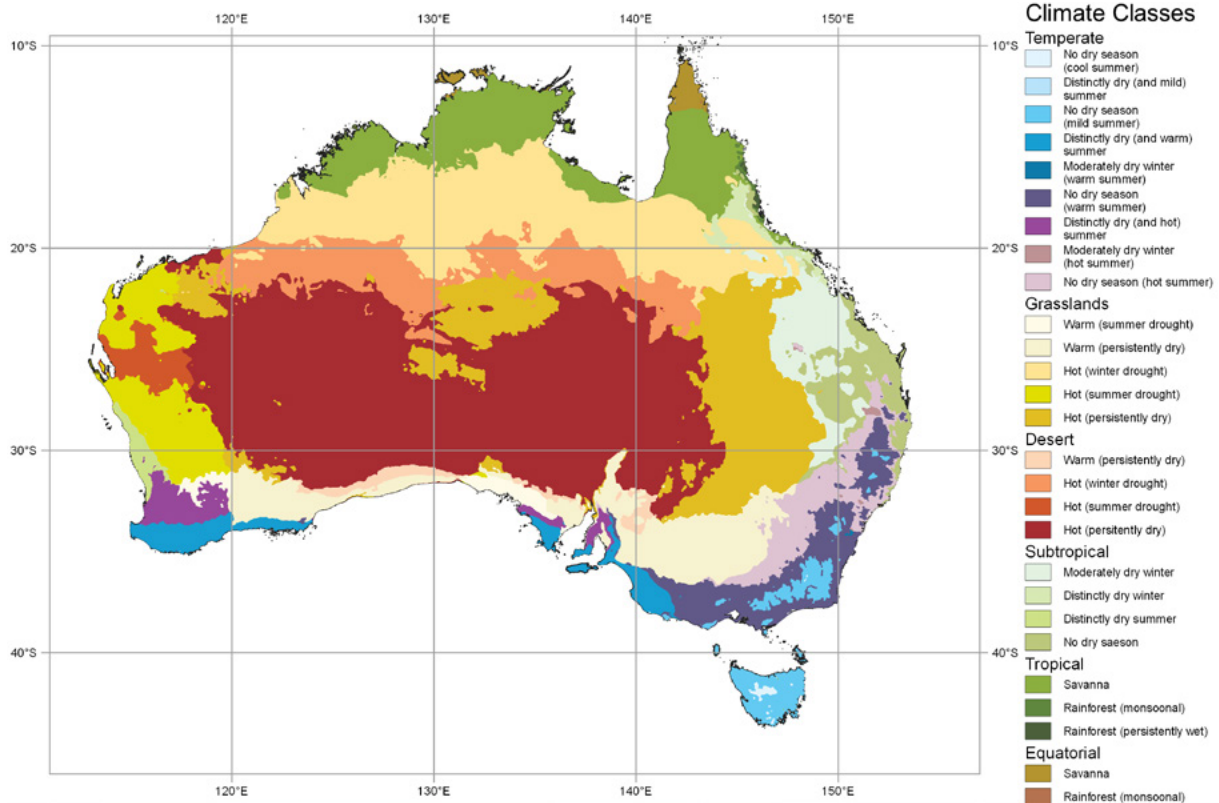 120°E
130°E
140°E
150°E
10°S
10°S
20°S
20°S
30°S
30°S
40°S
40°S
120°E
130°E
140°E
150°E
Climate Classes
Temperate
No dry season
(cool summer)
Distinctly dry (and mild)
summer
No dry season
(mild summer)
Distinctly dry (and warm)
summer
Moderately dry winter
(warm summer)
No dry season
(warm summer)
Distinctly dry (and hot)
summer
Moderately dry winter
(hot summer)
No dry season (hot summer)
Grasslands
Warm (summer drought)
Warm (persistently dry)
Hot (winter drought)
Hot (summer drought)
Hot (persistently dry)
Desert
Warm (persistently dry)
Hot (winter drought)
Hot (summer drought)
Hot (persitently dry)
Subtropical
Moderately dry winter
Distinctly dry winter
Distinctly dry summer
No dry saeson
Tropical
Savanna
Rainforest (monsoonal)
Rainforest (persistently wet)
Equatorial
Savanna
Rainforest (monsoonal)